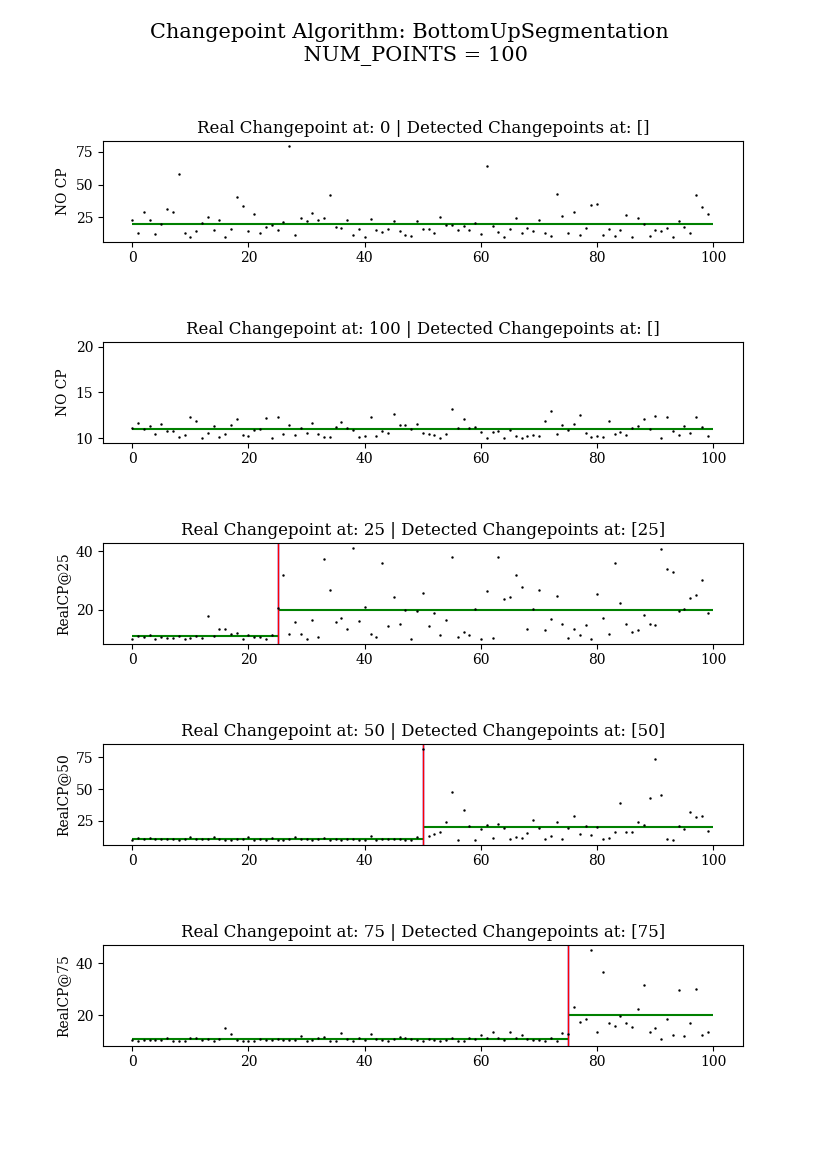 Changepoint Algorithm: BottomUpSegmentation
NUM_POINTS = 100
Real Changepoint at: 0 | Detected Changepoints at: []
NO CP
75
50
25
0 20 40 60 80 100
Real Changepoint at: 100 | Detected Changepoints at: []
NO CP
20
15
10
0 20 40 60 80 100
Real Changepoint at: 25 | Detected Changepoints at: [25]
RealCP@25
40
20
0 20 40 60 80 100
Real Changepoint at: 50 | Detected Changepoints at: [50]
RealCP@50
75
50
25
0 20 40 60 80 100
Real Changepoint at: 75 | Detected Changepoints at: [75]
RealCP@75
40
20
0 20 40 60 80 100